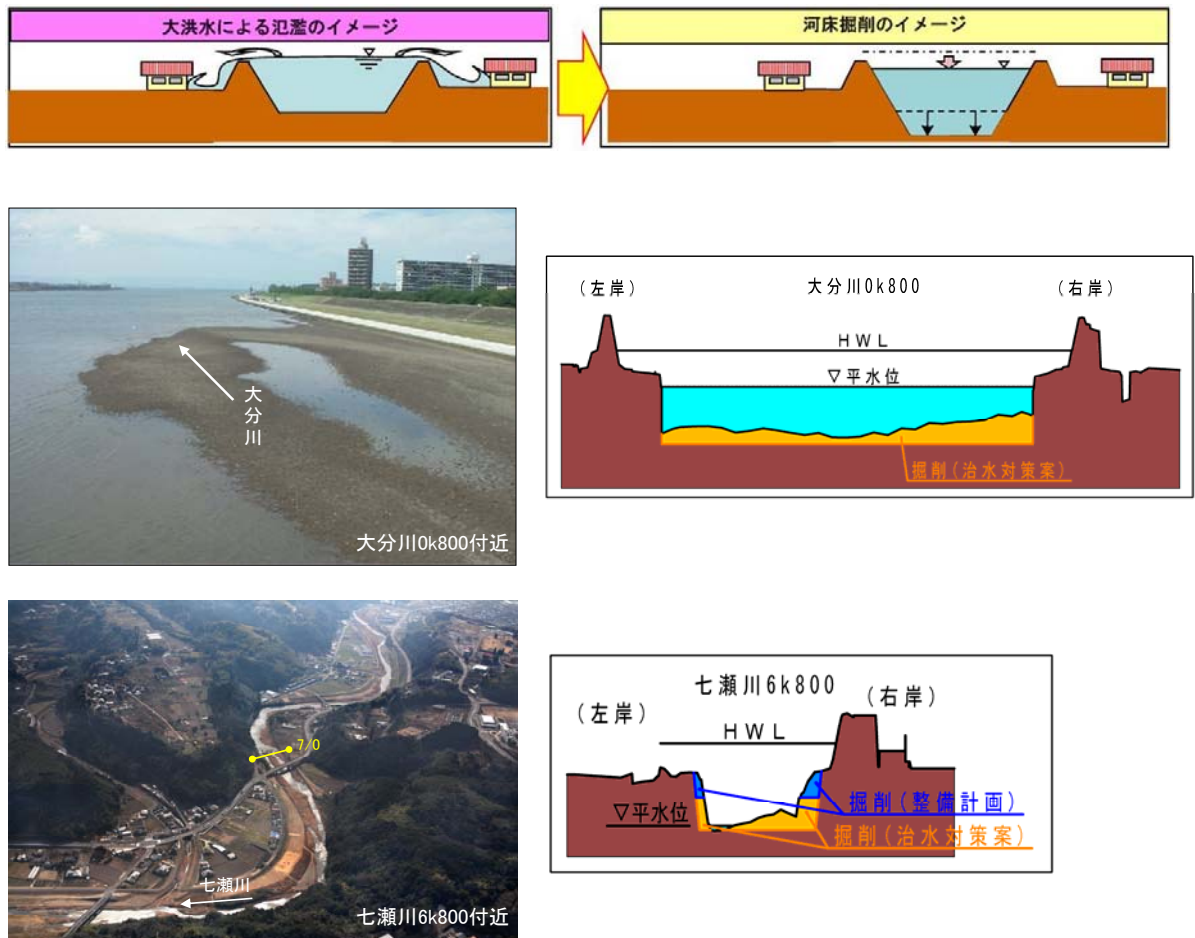 大洪水による氾濫のイメージ
河床掘削のイメージ
大分川
大分川0k800付近
(左岸)
大分川0k800
(右岸)
HWL
▽平水位
掘削(治水対策案)
7/0
七瀬川
七瀬川6k800付近
七瀬川6k800
(左岸)
(右岸)
HWL
▽平水位
掘削(整備計画)
掘削(治水対策案)